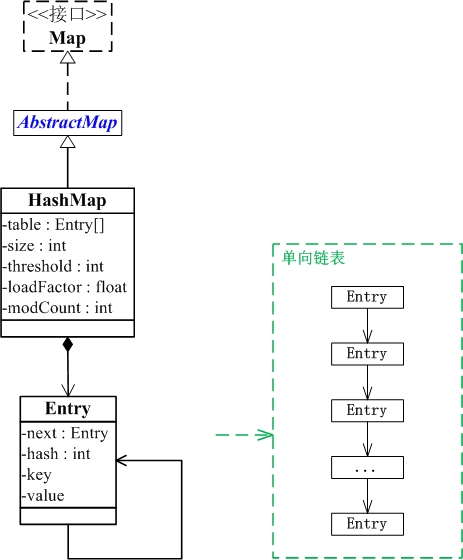 <<接口>>
Map
AbstractMap
HashMap
-table : Entry[]
-size : int
-threshold : int
-loadFactor : float
-modCount : int
Entry
-next : Entry
-hash : int
-key
-value
单向链表
Entry
Entry
Entry
...
Entry